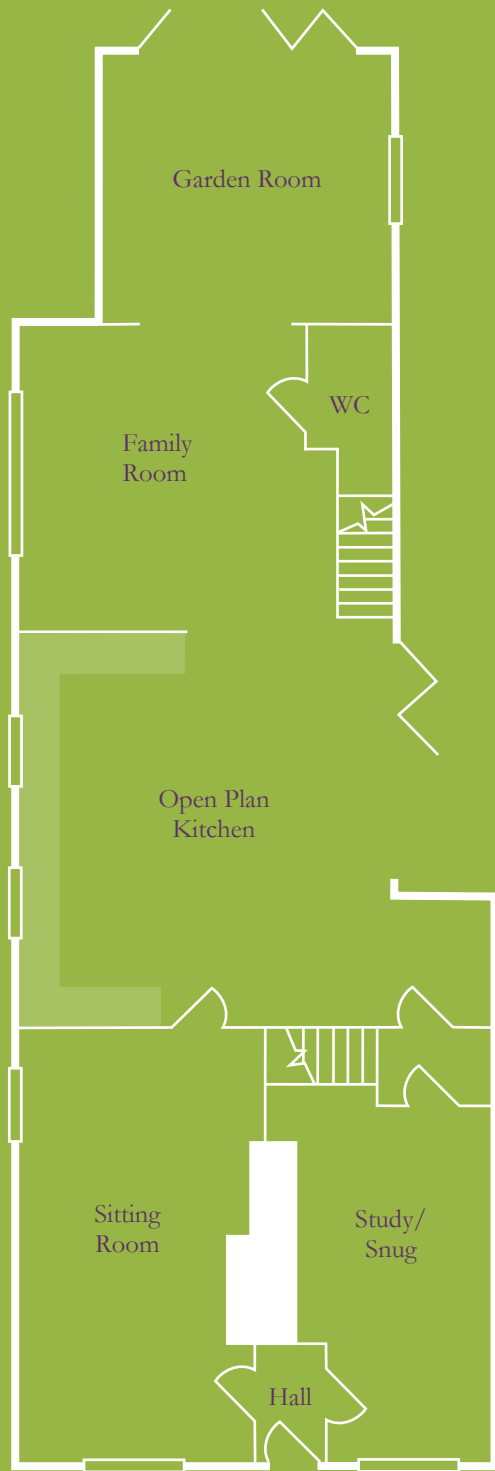 Garden Room
WC
Family
Room
Open Plan
Kitchen
Sitting
Room
Study/
Snug
Hall